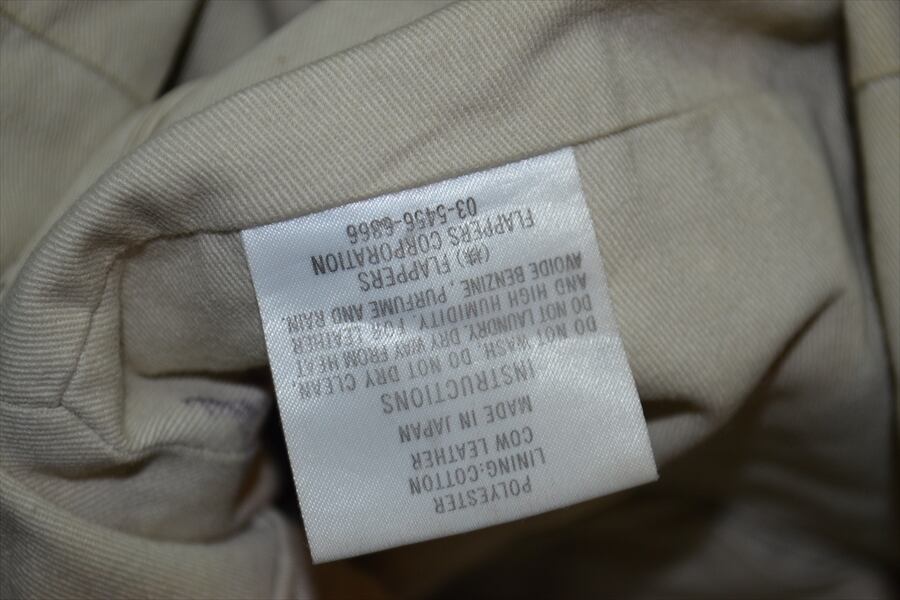 POLYESTER
LINING:COTTON
COW LEATHER
MADE IN JAPAN
INSTRUCTIONS
DO NOT WASH. DO NOT DRY CLEAN.
DO NOT LAUNDRY. DRY WAY FROM HEAT
AND HIGH HUMIDITY. FOR LEATHER
AVOIDE BENZINE, PURFUME AND RAIN.
(株) FLAPPERS
FLAPPERS CORPORATION
03-5456-6866